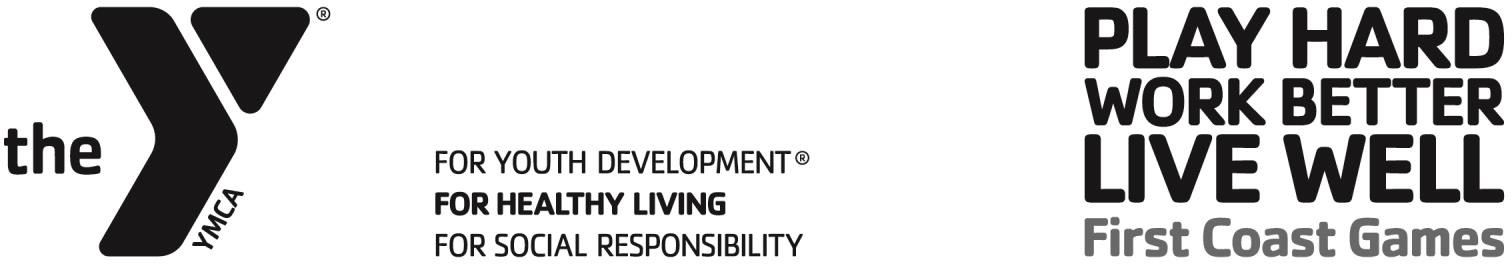 the
YMCA
®
FOR YOUTH DEVELOPMENT®
FOR HEALTHY LIVING
FOR SOCIAL RESPONSIBILITY
PLAY HARD
WORK BETTER
LIVE WELL
First Coast Games